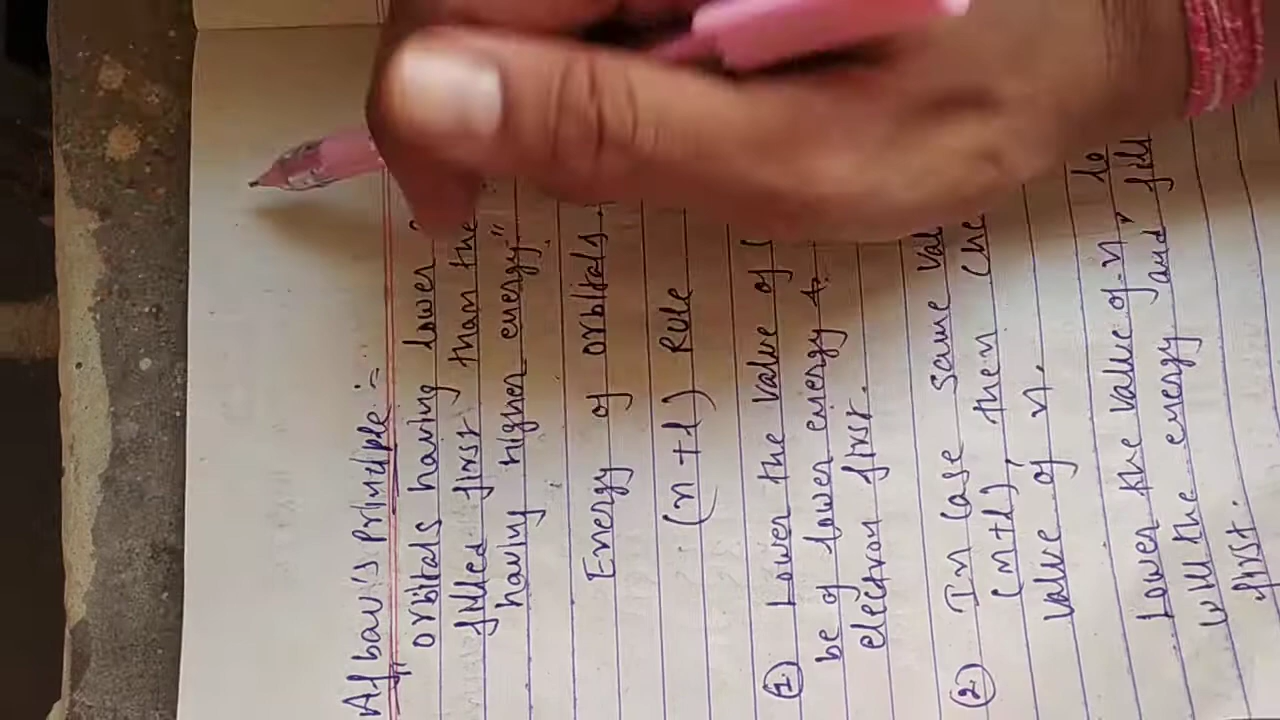 Afbau's principle :-
" orbitals having lower
filled first than the
having higher energy"
Energy of orbitals.
(n+l) Rule
① Lower the value of (
be of lower energy &
electron first.
② In case same val
(n+l), then che
value of n.
Lower the value of n, lo
will the energy and fill
first.